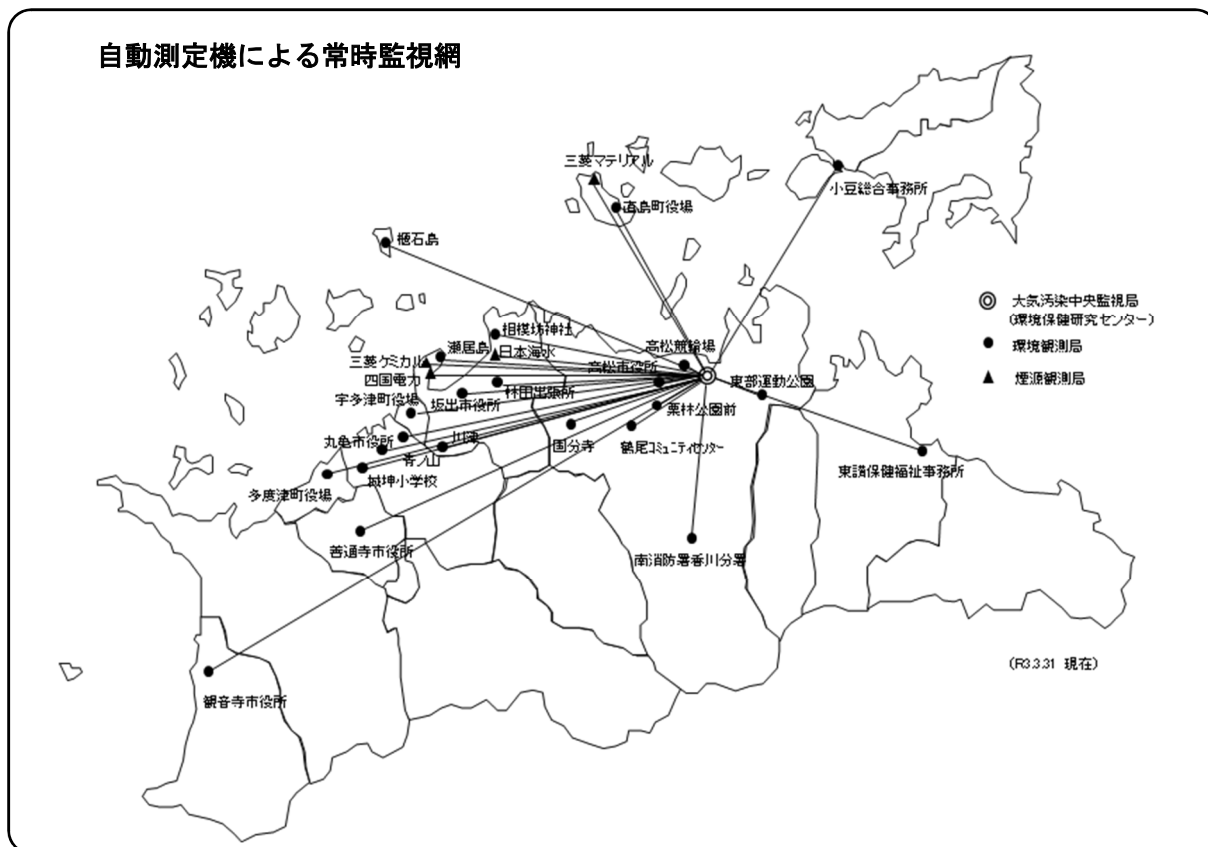 自動測定機による常時監視網
三菱マテリアル
直島町役場
小豆総合事務所
櫃石島
大気汚染中央監視局
(環境保健研究センター)
環境観測局
煙源観測局
相模坊神社
瀬居島
日本海水
三菱ケミカル
四国電力
高松競輪場
高松市役所
東部運動公園
宇多津町役場
坂出市役所
林田出張所
栗林公園前
丸亀市役所
川津
国分寺
鶴尾コミュニティセンター
青ノ山
城坤小学校
多度津町役場
東讃保健福祉事務所
善通寺市役所
南消防署香川分署
観音寺市役所
(R3.3.31 現在)